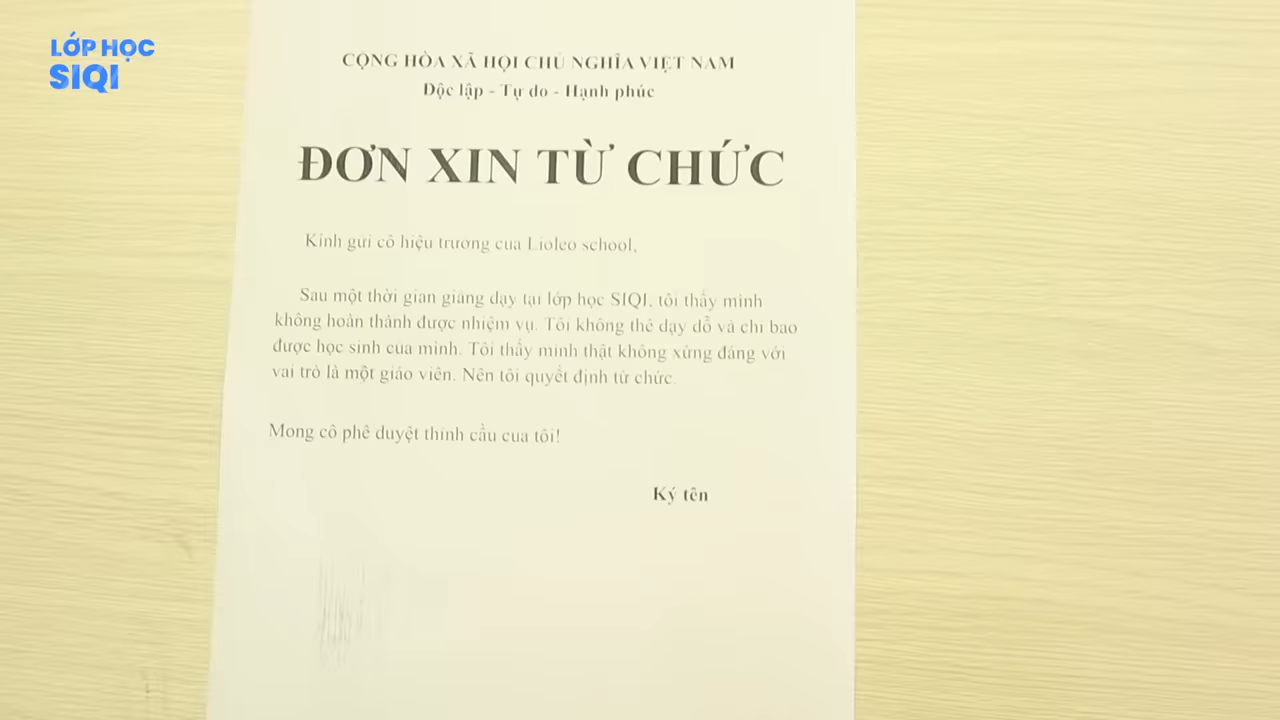 LỚP HỌC
SIQI
CỘNG HÒA XÃ HỘI CHỦ NGHĨA VIỆT NAM
Độc lập - Tự do - Hạnh phúc
ĐƠN XIN TỪ CHỨC
Kính gửi cô hiệu trưởng của Lioleo school,
Sau một thời gian giảng dạy tại lớp học SIQI, tôi thấy mình
không hoàn thành được nhiệm vụ. Tôi không thể dạy dỗ và chỉ bảo
được học sinh của mình. Tôi thấy mình thật không xứng đáng với
vai trò là một giáo viên. Nên tôi quyết định từ chức.
Mong cô phê duyệt thỉnh cầu của tôi!
Ký tên